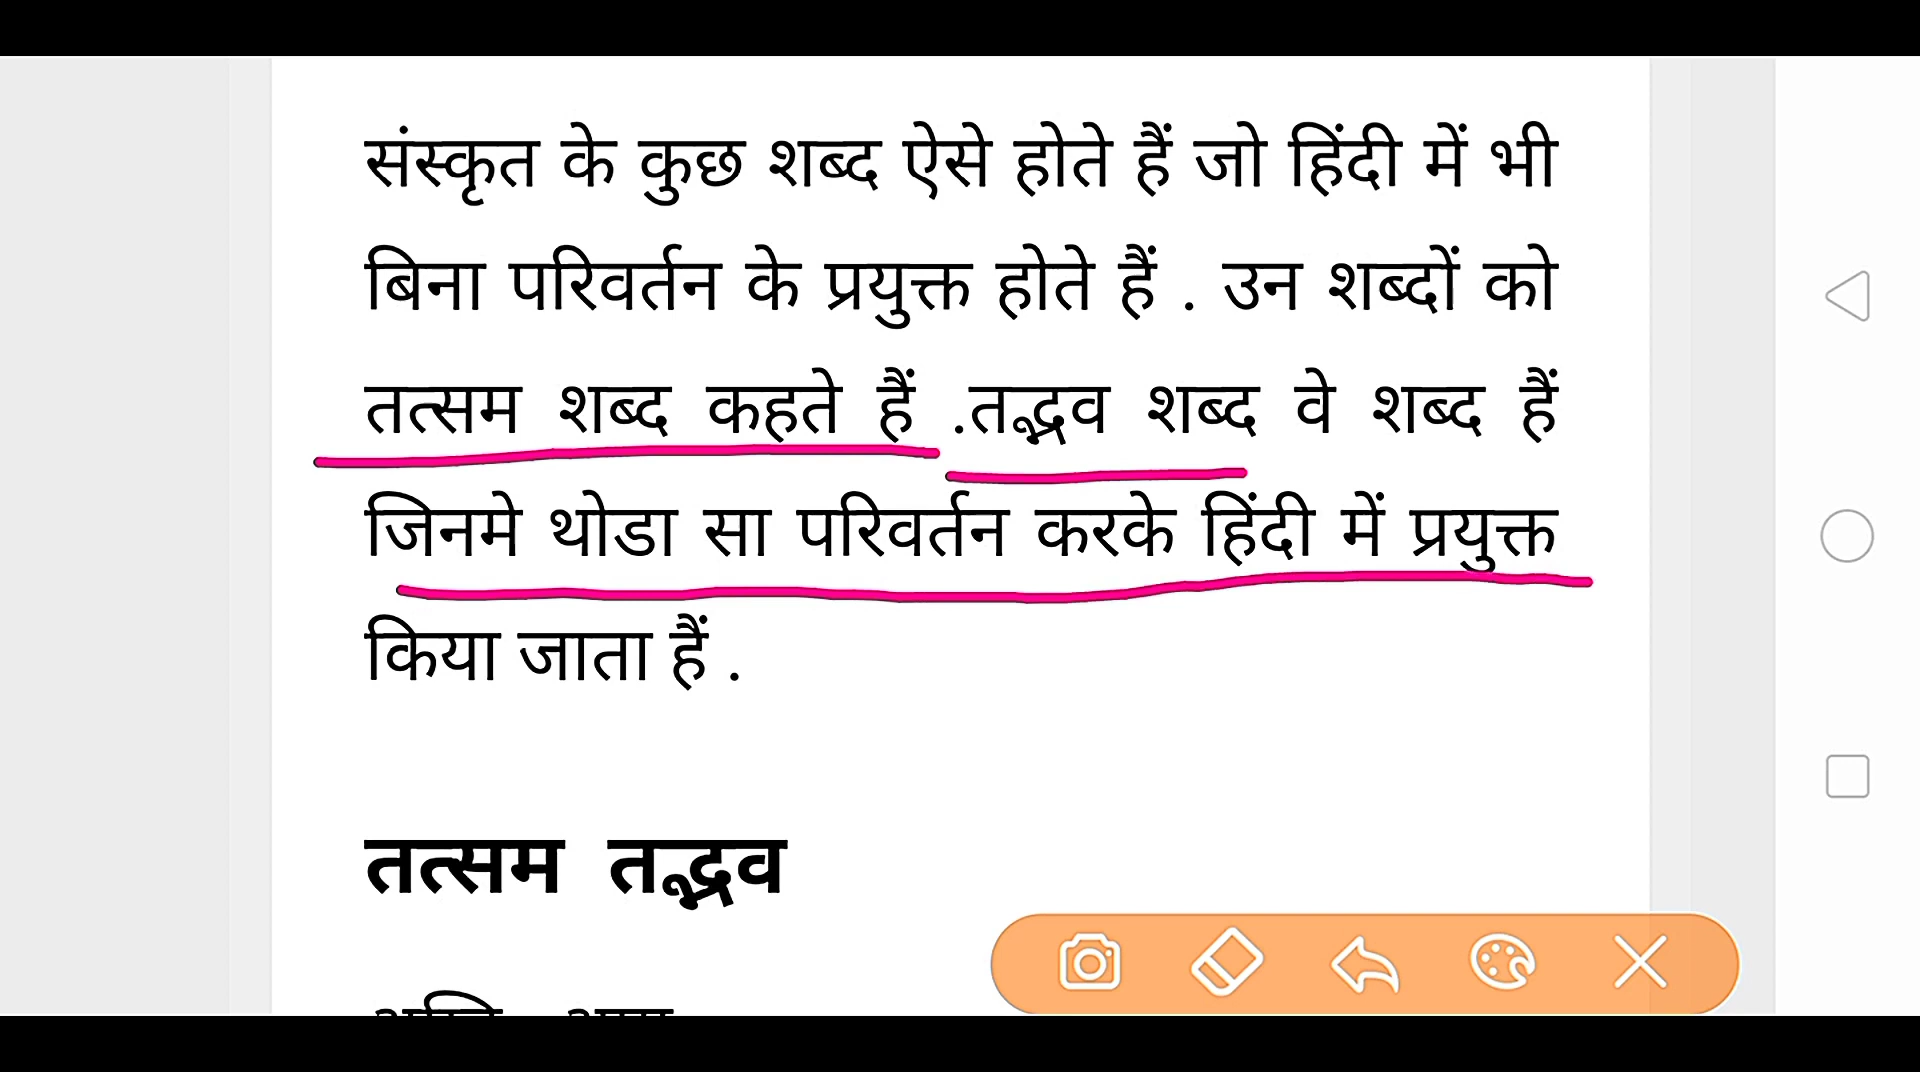 संस्कृत के कुछ शब्द ऐसे होते हैं जो हिंदी में भी
बिना परिवर्तन के प्रयुक्त होते हैं . उन शब्दों को
तत्सम शब्द कहते हैं .तद्भव शब्द वे शब्द हैं
जिनमे थोडा सा परिवर्तन करके हिंदी में प्रयुक्त
किया जाता हैं .
तत्सम तद्भव